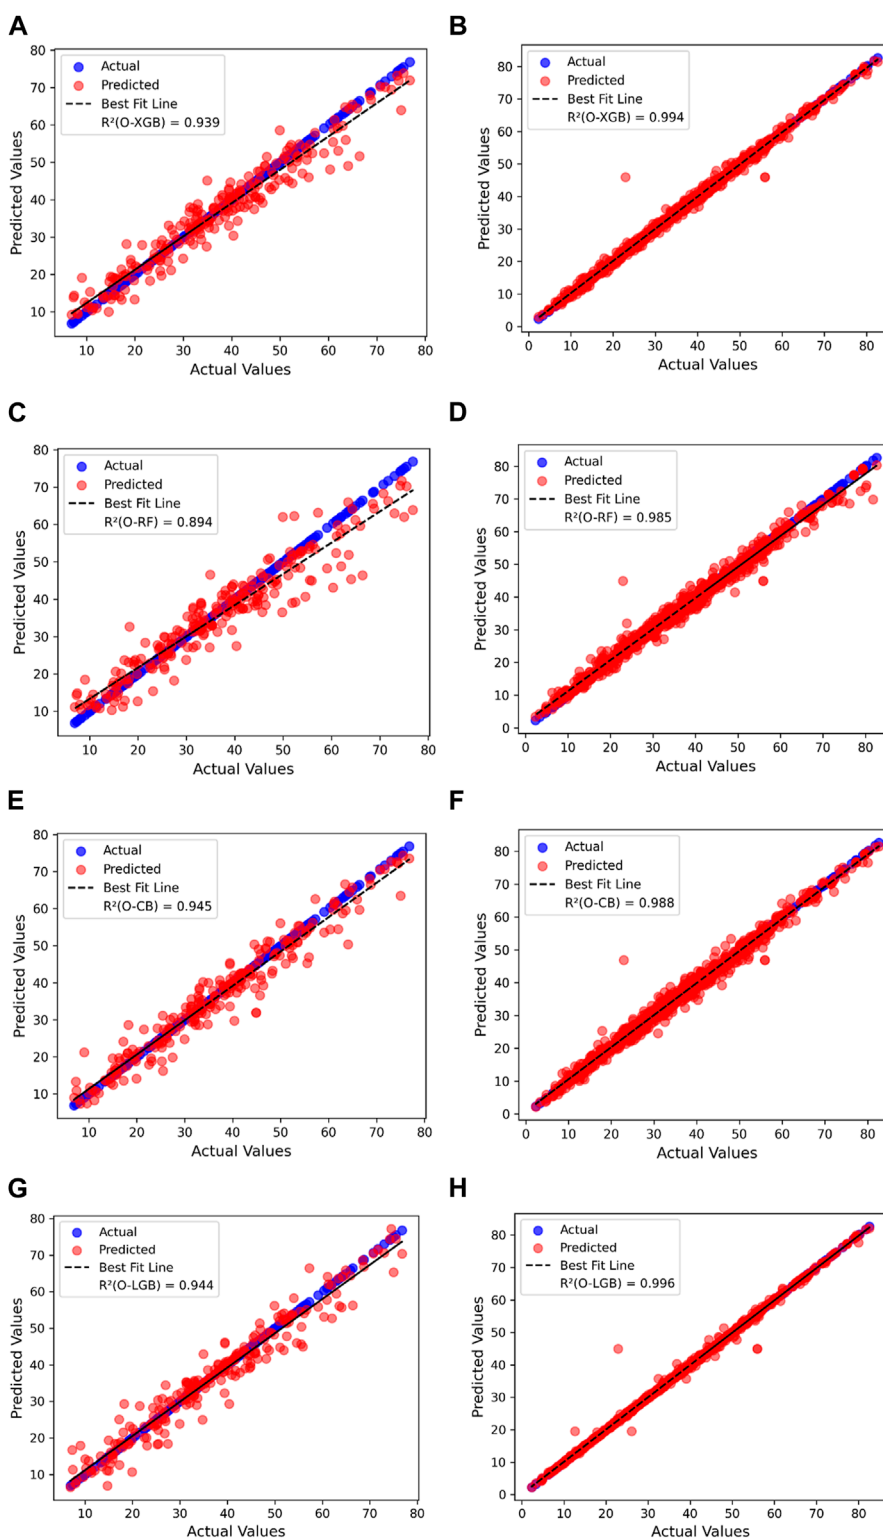 A
B
80
70
60
50
40
30
20
10
Predicted Values
Actual
Predicted
Best Fit Line
R²(O-XGB) = 0.939
10 20 30 40 50 60 70 80
Actual Values
80
70
60
50
40
30
20
10
0
Predicted Values
Actual
Predicted
Best Fit Line
R²(O-XGB) = 0.994
0 10 20 30 40 50 60 70 80
Actual Values
C
D
80
70
60
50
40
30
20
10
Predicted Values
Actual
Predicted
Best Fit Line
R²(O-RF) = 0.894
10 20 30 40 50 60 70 80
Actual Values
80
70
60
50
40
30
20
10
0
Predicted Values
Actual
Predicted
Best Fit Line
R²(O-RF) = 0.985
0 10 20 30 40 50 60 70 80
Actual Values
E
F
80
70
60
50
40
30
20
10
Predicted Values
Actual
Predicted
Best Fit Line
R²(O-CB) = 0.945
10 20 30 40 50 60 70 80
Actual Values
80
70
60
50
40
30
20
10
0
Predicted Values
Actual
Predicted
Best Fit Line
R²(O-CB) = 0.988
0 10 20 30 40 50 60 70 80
Actual Values
G
H
80
70
60
50
40
30
20
10
Predicted Values
Actual
Predicted
Best Fit Line
R²(O-LGB) = 0.944
10 20 30 40 50 60 70 80
Actual Values
80
70
60
50
40
30
20
10
0
Predicted Values
Actual
Predicted
Best Fit Line
R²(O-LGB) = 0.996
0 10 20 30 40 50 60 70 80
Actual Values